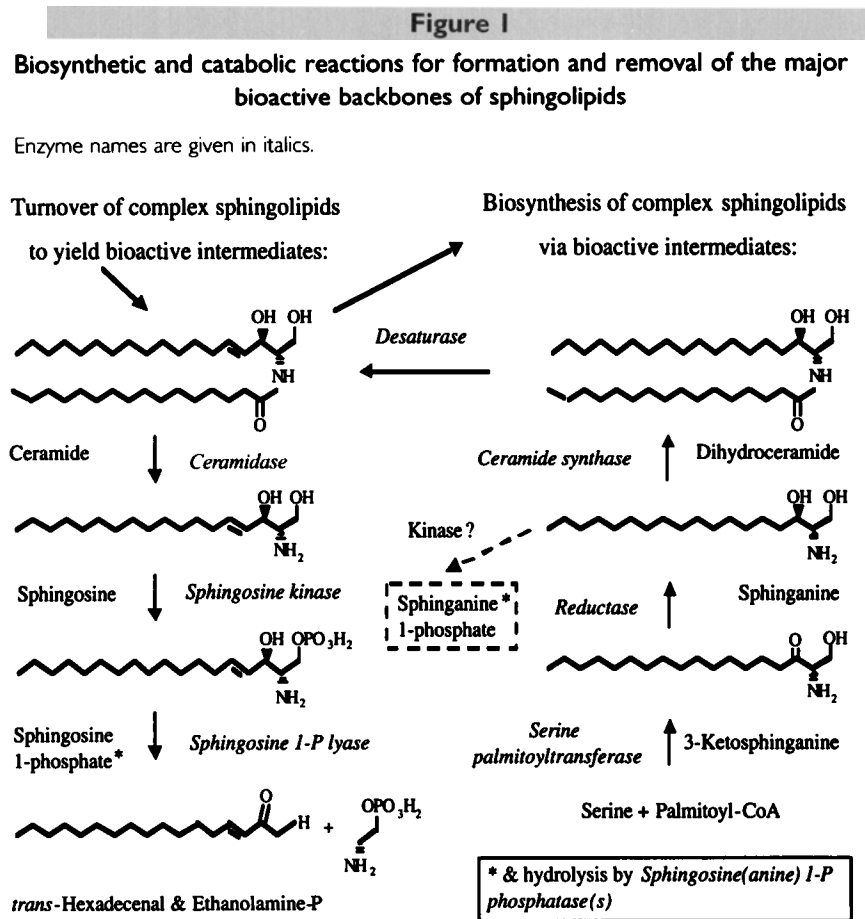 Figure 1
Biosynthetic and catabolic reactions for formation and removal of the major
bioactive backbones of sphingolipids
Enzyme names are given in italics.
Turnover of complex sphingolipids
to yield bioactive intermediates:
Biosynthesis of complex sphingolipids
via bioactive intermediates:
OH OH
NH
O
Desaturase
OH OH
NH
O
Ceramide
Ceramidase
Ceramide synthase
Dihydroceramide
OH OH
NH2
Kinase ?
OH OH
NH2
Sphingosine
Sphingosine kinase
Sphinganine *
1-phosphate
Reductase
Sphinganine
OH OPO3H2
NH2
O OH
NH2
Sphingosine
1-phosphate *
Sphingosine 1-P lyase
Serine
palmitoyltransferase
3-Ketosphinganine
O
H
+
OPO3H2
NH2
Serine + Palmitoyl-CoA
trans-Hexadecenal & Ethanolamine-P
* & hydrolysis by Sphingosine(anine) 1-P
phosphatase(s)